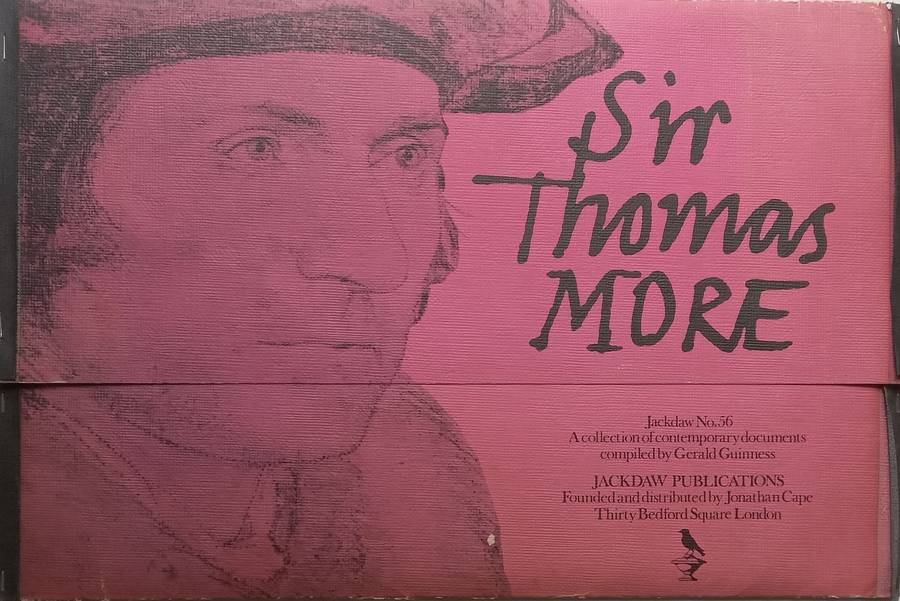 Sir
Thomas
MORE
Jackdaw No. 56
A collection of contemporary documents
compiled by Gerald Guinness
JACKDAW PUBLICATIONS
Founded and distributed by Jonathan Cape
Thirty Bedford Square London